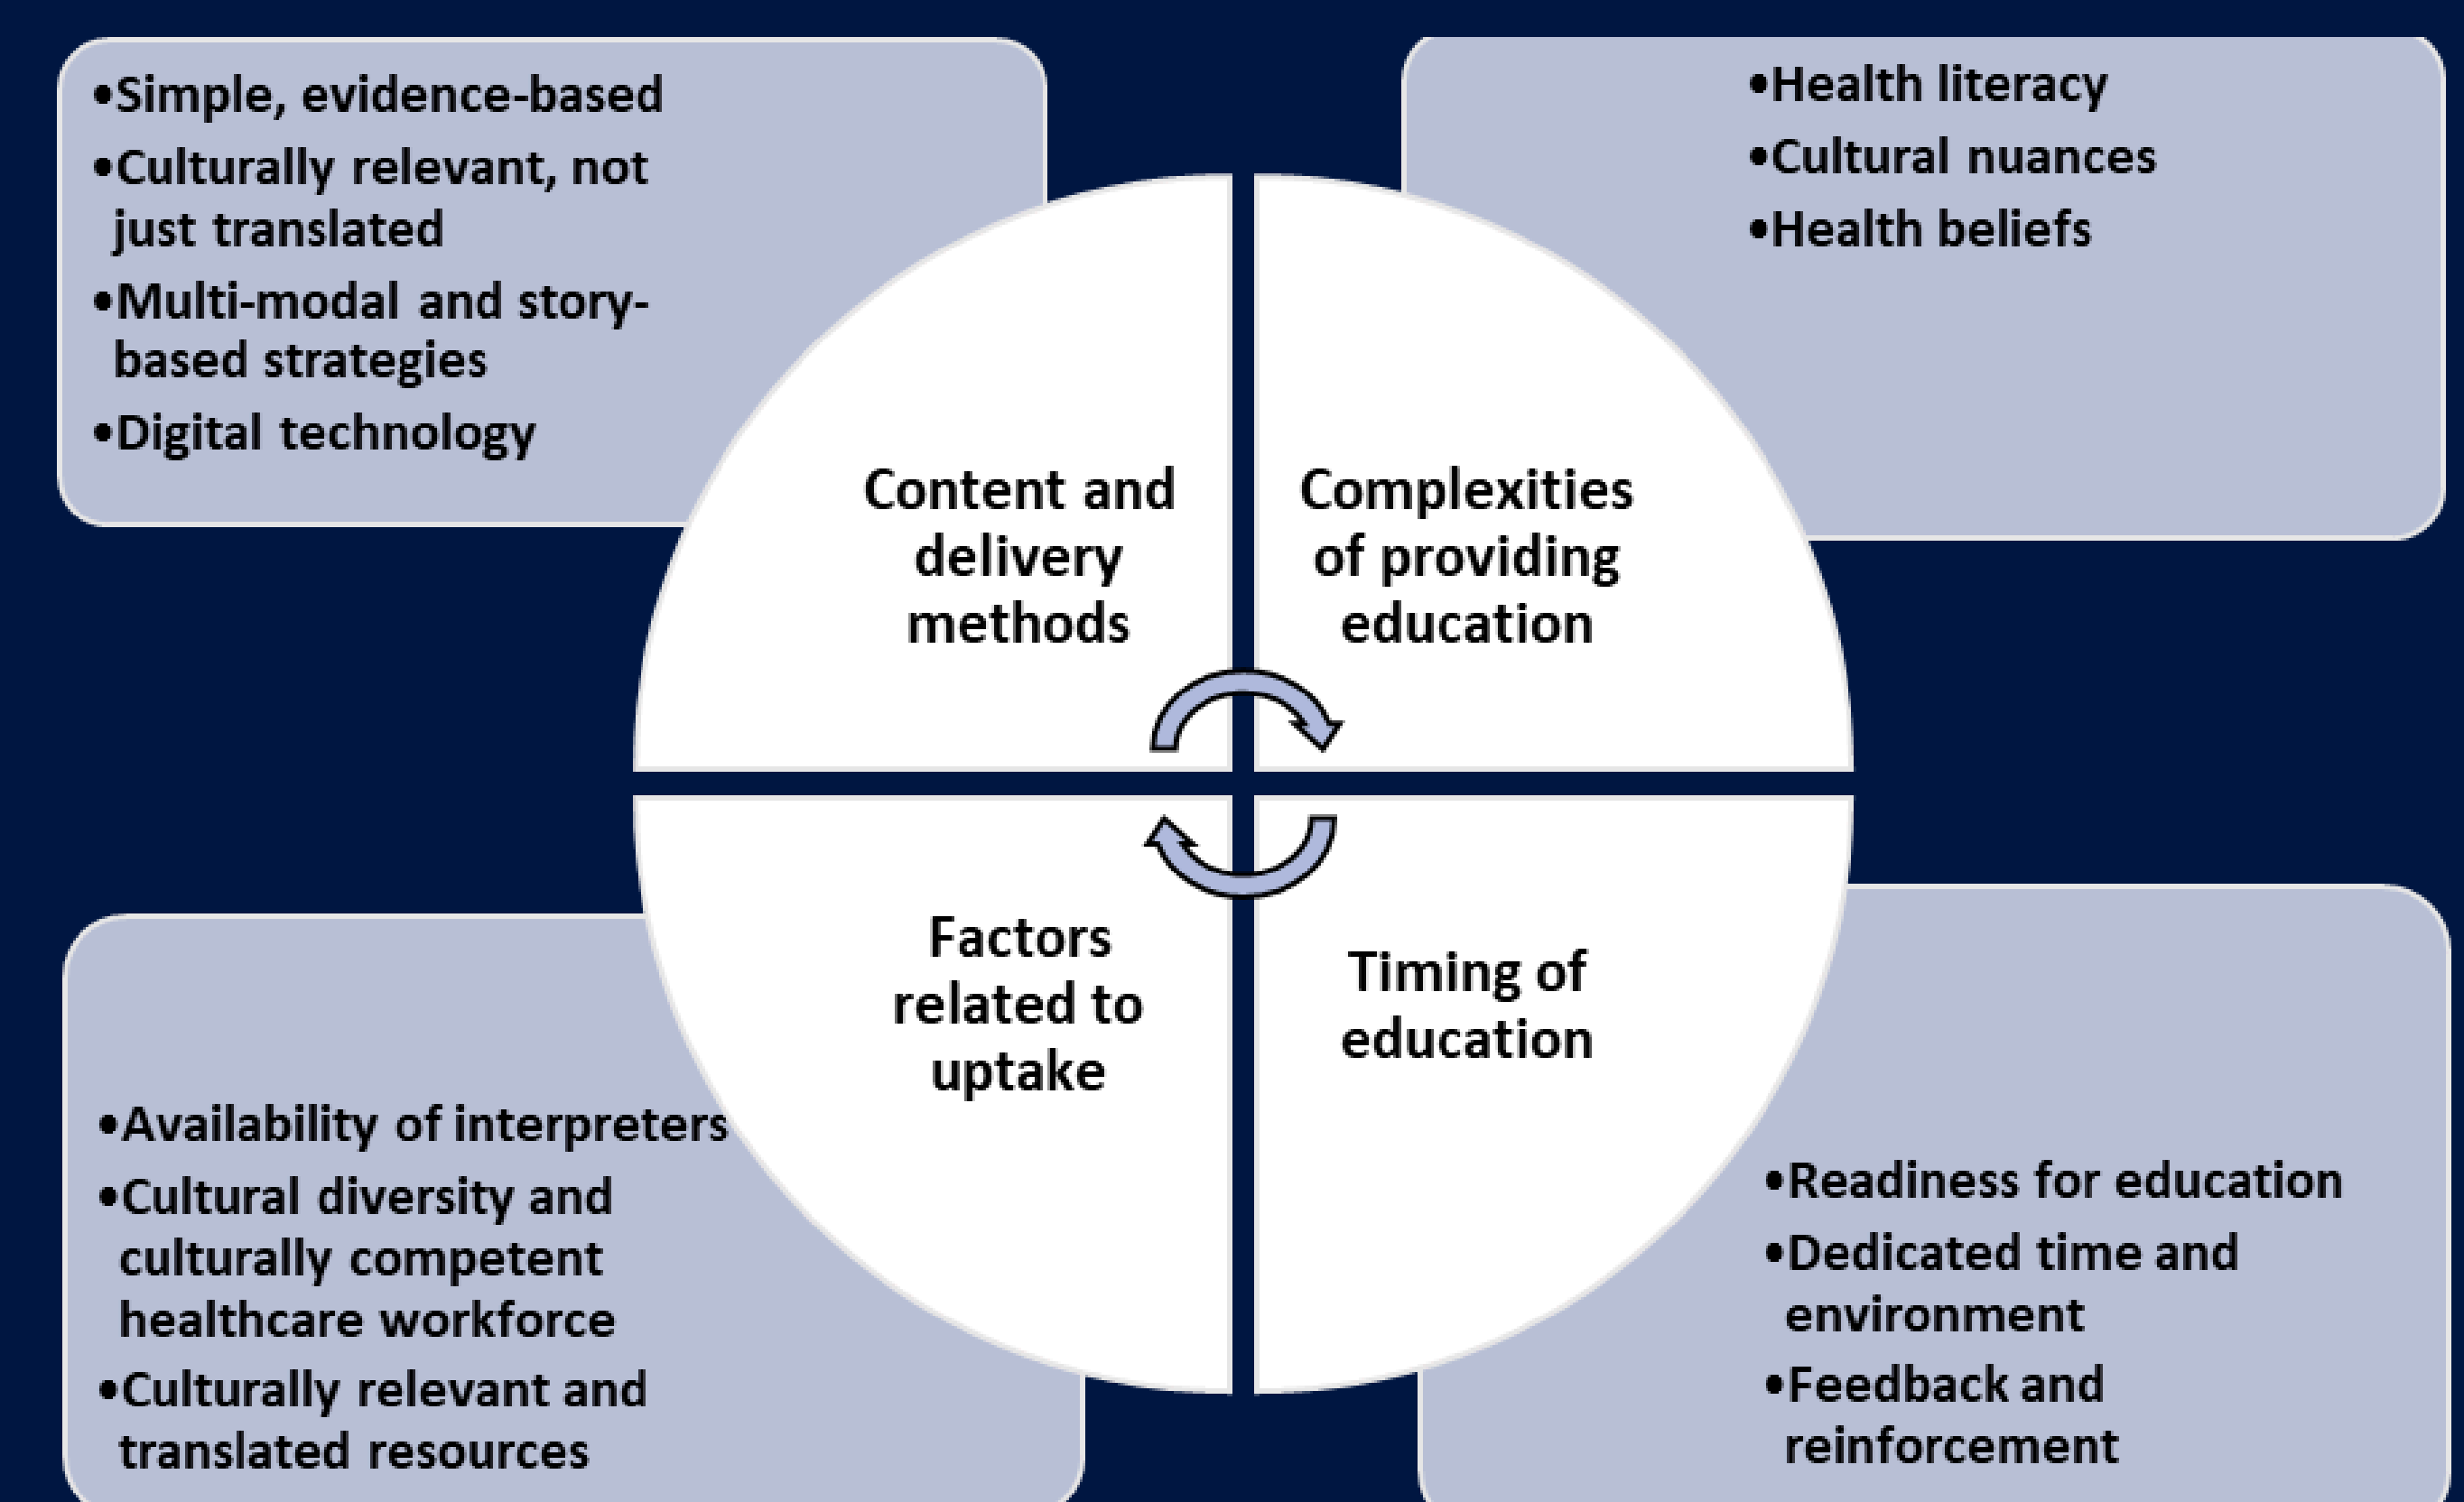 •Simple, evidence-based
•Culturally relevant, not
just translated
•Multi-modal and story-
based strategies
•Digital technology
•Health literacy
•Cultural nuances
•Health beliefs
Content and
delivery
methods
Complexities
of providing
education
Factors
related to
uptake
Timing of
education
•Availability of interpreters
•Cultural diversity and
culturally competent
healthcare workforce
•Culturally relevant and
translated resources
•Readiness for education
•Dedicated time and
environment
•Feedback and
reinforcement